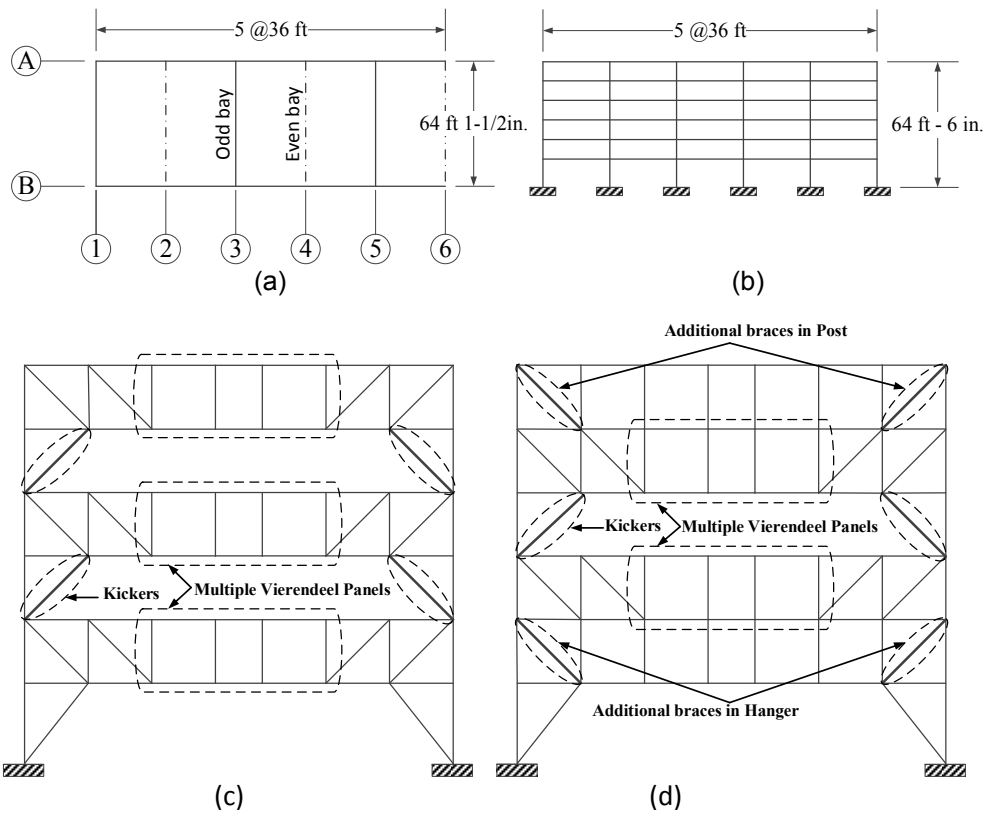 5 @36 ft
A
B
Odd bay
Even bay
64 ft 1-1/2in.
1
2
3
4
5
6
(a)
5 @36 ft
64 ft - 6 in.
(b)
Kickers
Multiple Vierendeel Panels
(c)
Additional braces in Post
Kickers
Multiple Vierendeel Panels
Additional braces in Hanger
(d)